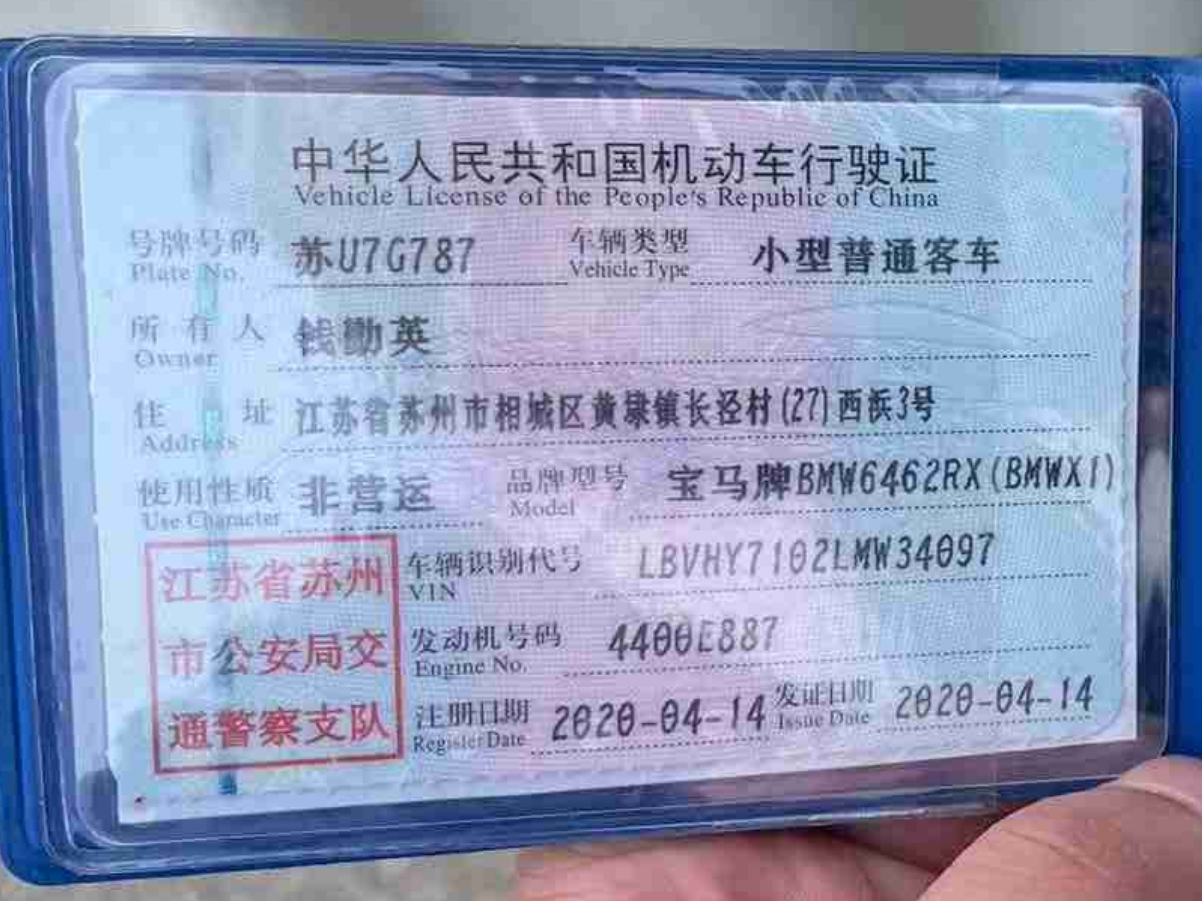 中华人民共和国机动车行驶证
Vehicle License of the People's Republic of China
号牌号码 苏U7G787 车辆类型 小型普通客车
Plate No. Vehicle Type
所有人 钱勤英
Owner
住址 江苏省苏州市相城区黄埭镇长泾村(27)西浜3号
Address
使用性质 非营运 品牌型号 宝马牌BMW6462RX(BMWX1)
Use Character Model
江苏省苏州 车辆识别代号 LBVHY7102LMW34097
VIN
市公安局交 发动机号码 4400E887
Engine No.
通警察支队 注册日期 2020-04-14 发证日期 2020-04-14
Register Date Issue Date